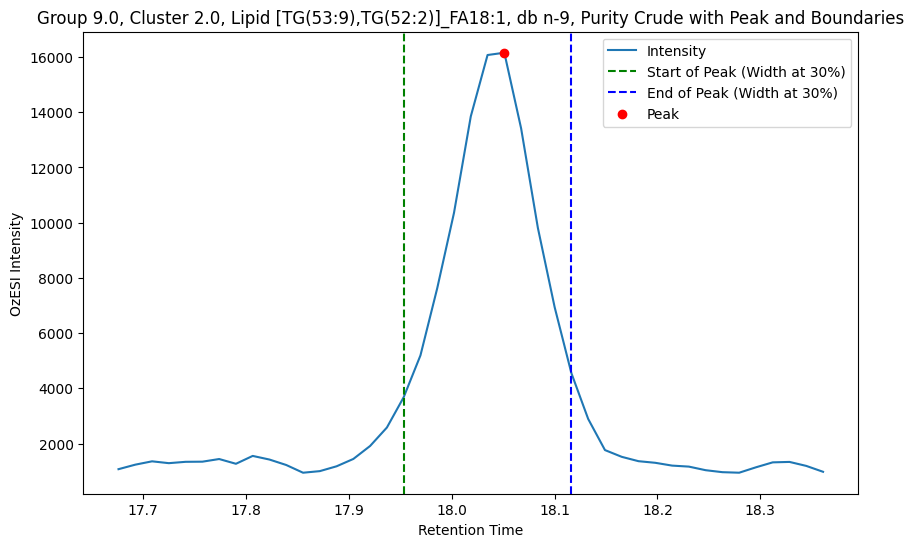 Group 9.0, Cluster 2.0, Lipid [TG(53:9),TG(52:2)]_FA18:1, db n-9, Purity Crude with Peak and Boundaries
Intensity
Start of Peak (Width at 30%)
End of Peak (Width at 30%)
Peak
OzESI Intensity
16000
14000
12000
10000
8000
6000
4000
2000
17.7 17.8 17.9 18.0 18.1 18.2 18.3
Retention Time